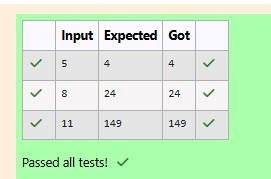 Input Expected Got
✓ 5 4 4 ✓
✓ 8 24 24 ✓
✓ 11 149 149 ✓
Passed all tests! ✓